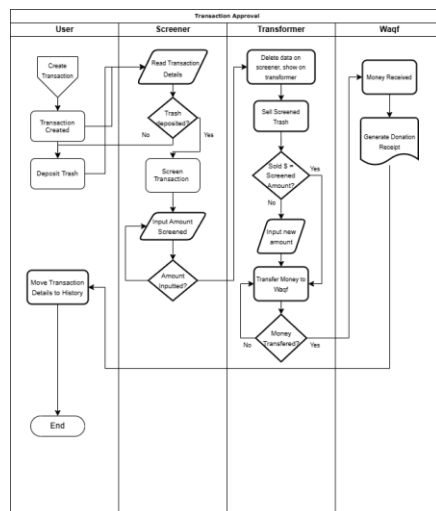 Transaction Approval
User
Screener
Transformer
Waqf
Create
Transaction
Transaction
Created
Deposit Trash
Move Transaction
Details to History
End
Read Transaction
Details
Trash
deposited?
No
Yes
Screen
Transaction
Input Amount
Screened
Amount
Inputted?
Delete data on
screener, show on
transformer
Sell Screened
Trash
Sold $ =
Screened
Amount?
Yes
No
Input new
amount
Transfer Money to
Waqf
Money
Transfered?
No
Yes
Money Received
Generate Donation
Receipt